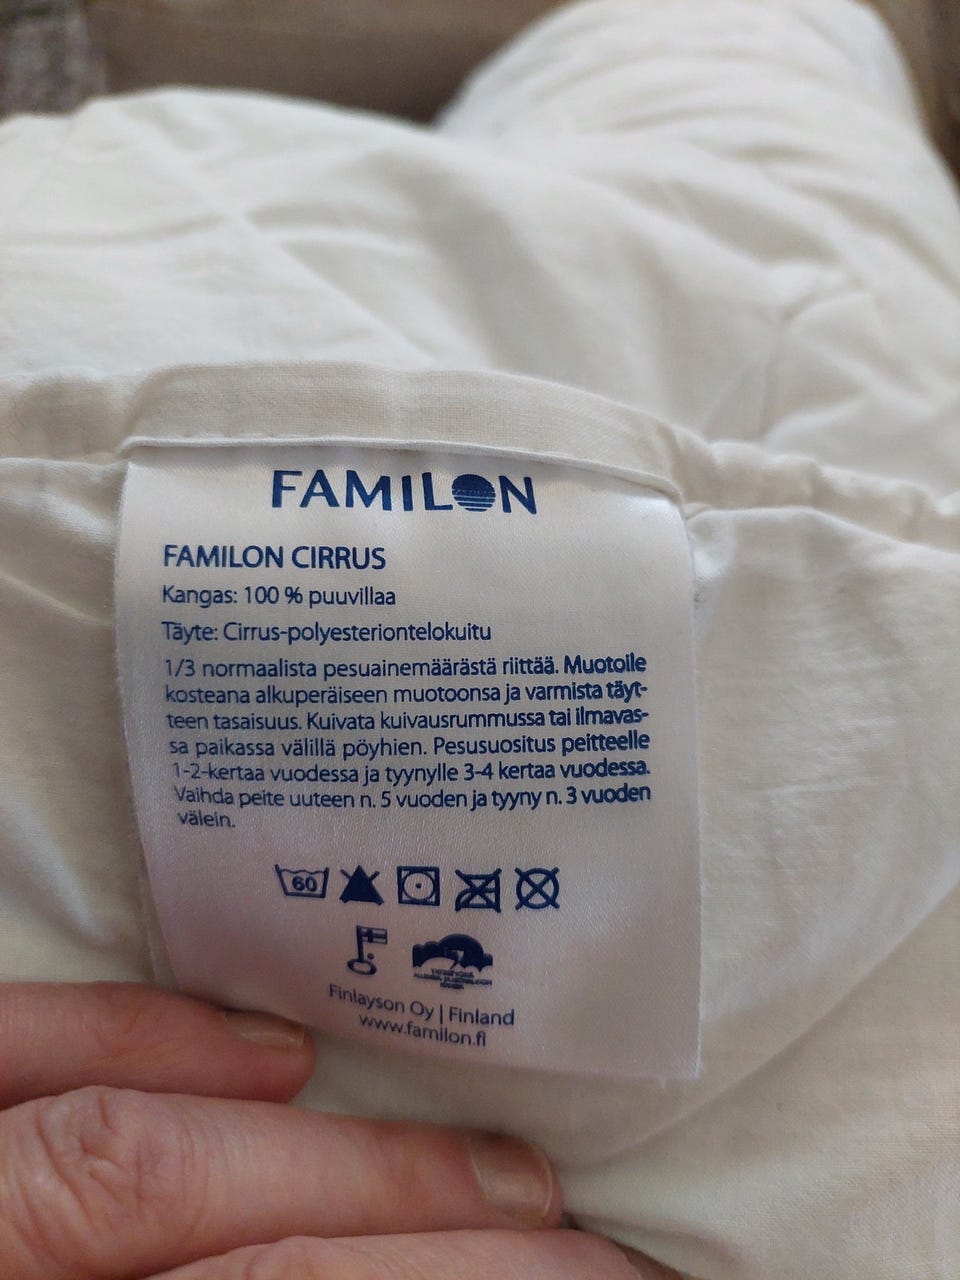 FAMILON
FAMILON CIRRUS
Kangas: 100 % puuvillaa
Täyte: Cirrus-polyesteriontelokuitu
1/3 normaalista pesuainemäärästä riittää. Muotoile
kosteana alkuperäiseen muotoonsa ja varmista täyt-
teen tasaisuus. Kuivata kuivausrummussa tai ilmavas-
sa paikassa välillä pöyhien. Pesusuositus peitteelle
1-2-kertaa vuodessa ja tyynylle 3-4 kertaa vuodessa.
Vaihda peite uuteen n. 5 vuoden ja tyyny n. 3 vuoden
välein.
60
Finlayson Oy | Finland
www.familon.fi